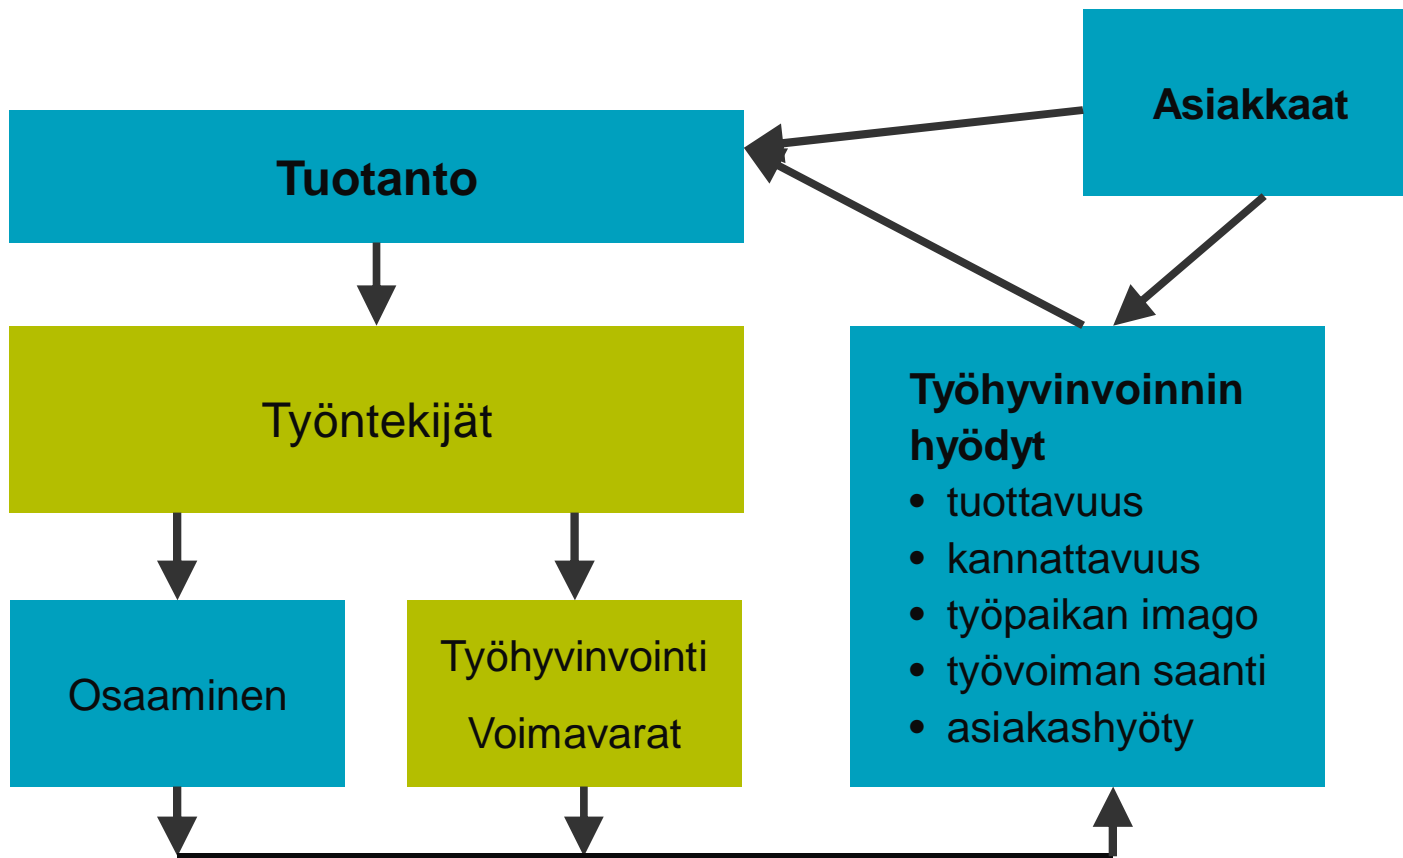 Asiakkaat
Tuotanto
Työntekijät
Osaaminen
Työhyvinvointi
Voimavarat
Työhyvinvoinnin
hyödyt
• tuottavuus
• kannattavuus
• työpaikan imago
• työvoiman saanti
• asiakashyöty